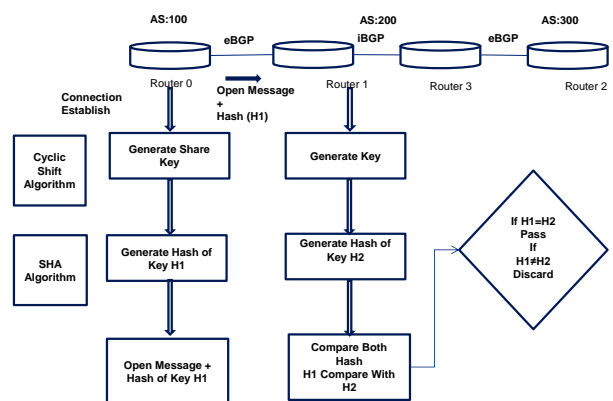 AS:100
AS:200
AS:300
eBGP
iBGP
eBGP
Router 0
Router 1
Router 3
Router 2
Connection
Establish
Open Message
+
Hash (H1)
Cyclic
Shift
Algorithm
Generate Share
Key
Generate Key
SHA
Algorithm
Generate Hash of
Key H1
Generate Hash of
Key H2
If H1=H2
Pass
If
H1≠H2
Discard
Open Message +
Hash of Key H1
Compare Both
Hash
H1 Compare With
H2